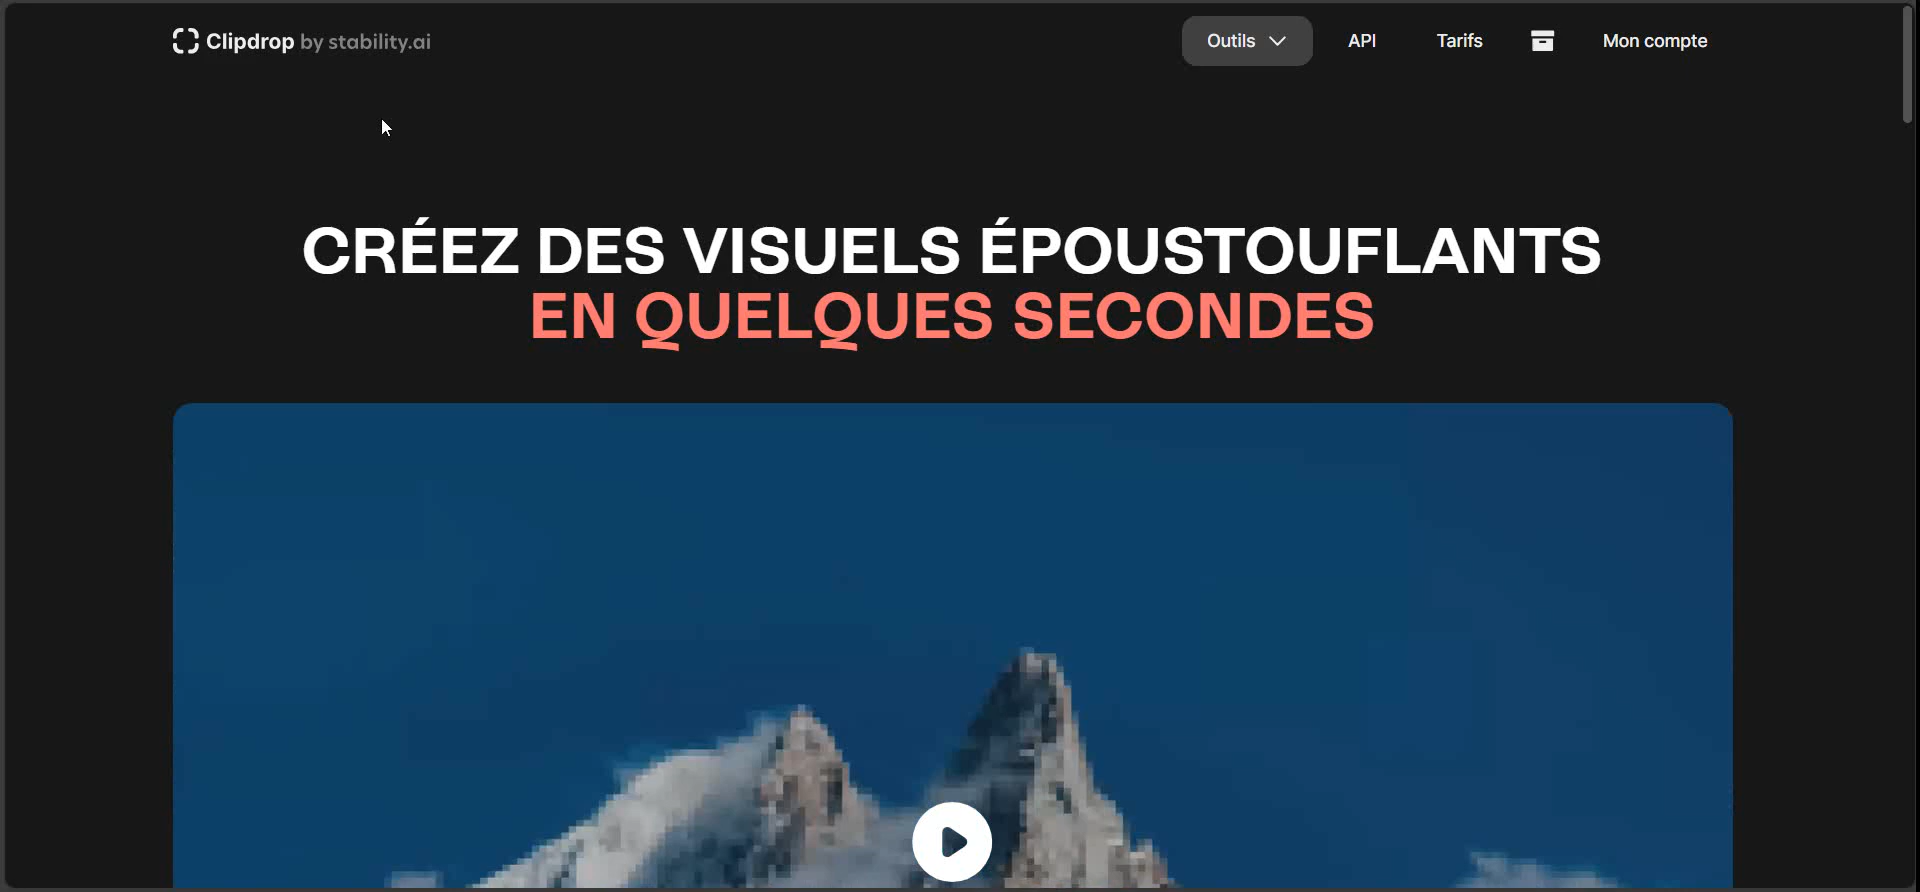 Clipdrop by stability.ai
Outils
API
Tarifs
Mon compte
CRÉEZ DES VISUELS ÉPOUSTOUFLANTS
EN QUELQUES SECONDES